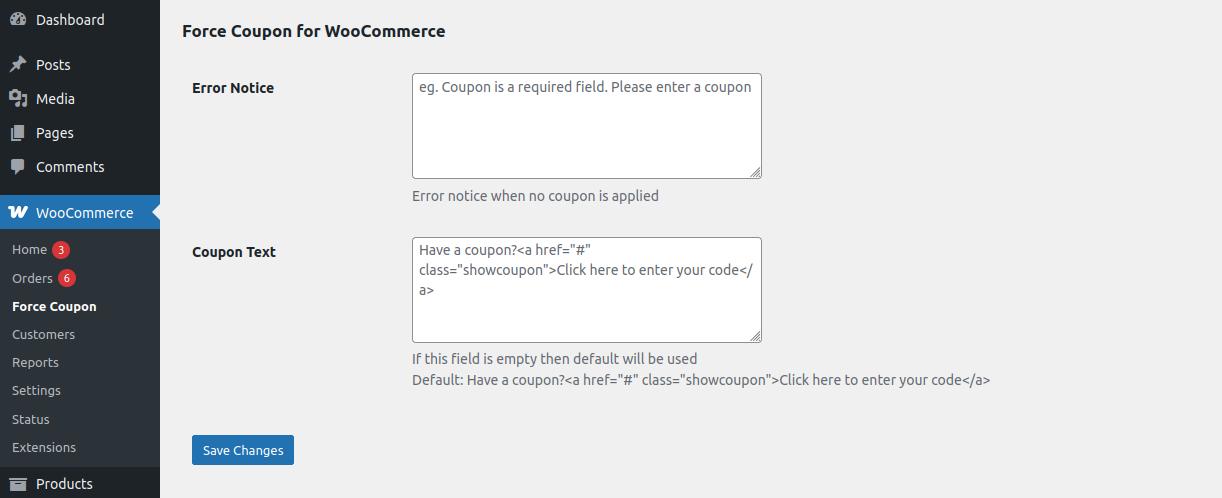 Dashboard
Posts
Media
Pages
Comments
WooCommerce
Home 3
Orders 6
Force Coupon
Customers
Reports
Settings
Status
Extensions
Products
Force Coupon for WooCommerce
Error Notice
eg. Coupon is a required field. Please enter a coupon
Error notice when no coupon is applied
Coupon Text
Have a coupon?<a href="#"
class="showcoupon">Click here to enter your code</
a>
If this field is empty then default will be used
Default: Have a coupon?<a href="#" class="showcoupon">Click here to enter your code</a>
Save Changes